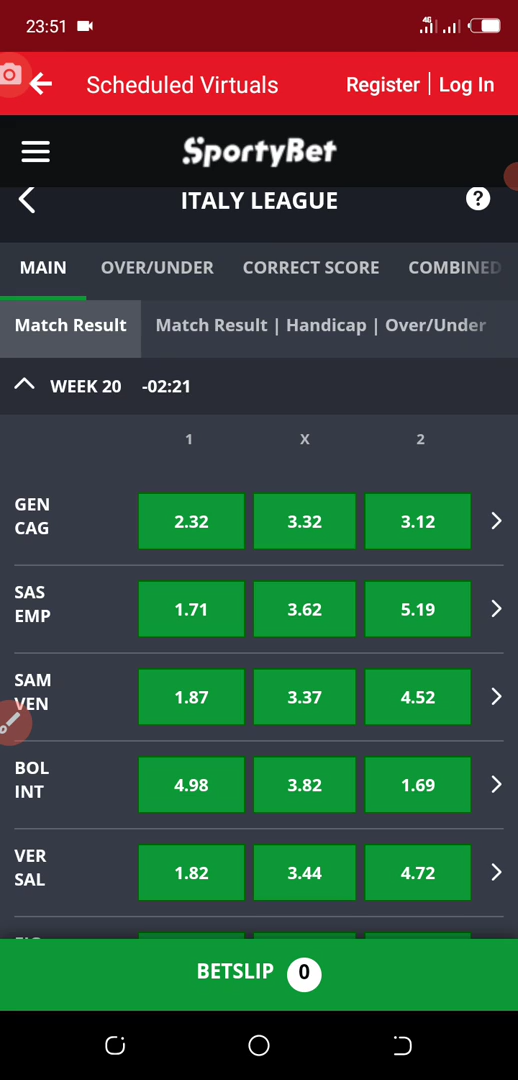 23:51 4G
Scheduled Virtuals Register | Log In
SportyBet
ITALY LEAGUE ?
MAIN OVER/UNDER CORRECT SCORE COMBINED
Match Result Match Result | Handicap | Over/Under
WEEK 20 -02:21
1 X 2
GEN
CAG
2.32 3.32 3.12
SAS
EMP
1.71 3.62 5.19
SAM
VEN
1.87 3.37 4.52
BOL
INT
4.98 3.82 1.69
VER
SAL
1.82 3.44 4.72
BETSLIP 0